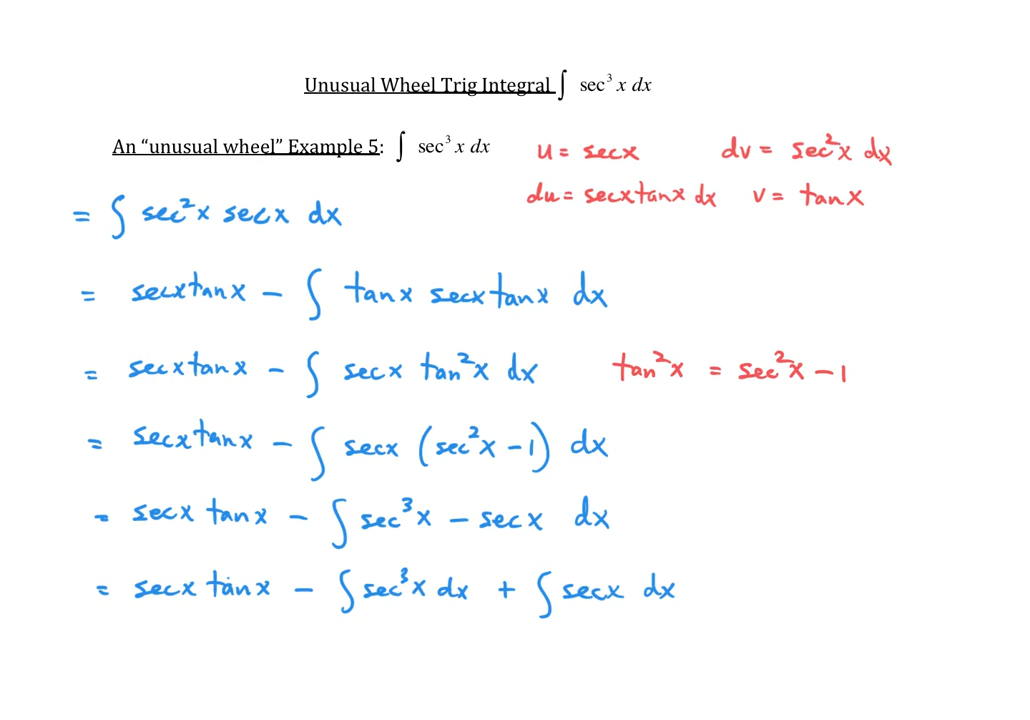 Unusual Wheel Trig Integral ∫ sec³ x dx
An “unusual wheel” Example 5: ∫ sec³ x dx
u = secx dv = sec²x dx
du = secxtanx dx v = tanx
= ∫ sec²x secx dx
= secxtanx − ∫ tanx secxtanx dx
= secxtanx − ∫ secx tan²x dx tan²x = sec²x − 1
= secxtanx − ∫ secx (sec²x − 1) dx
= secx tanx − ∫ sec³x − secx dx
= secx tanx − ∫ sec³x dx + ∫ secx dx